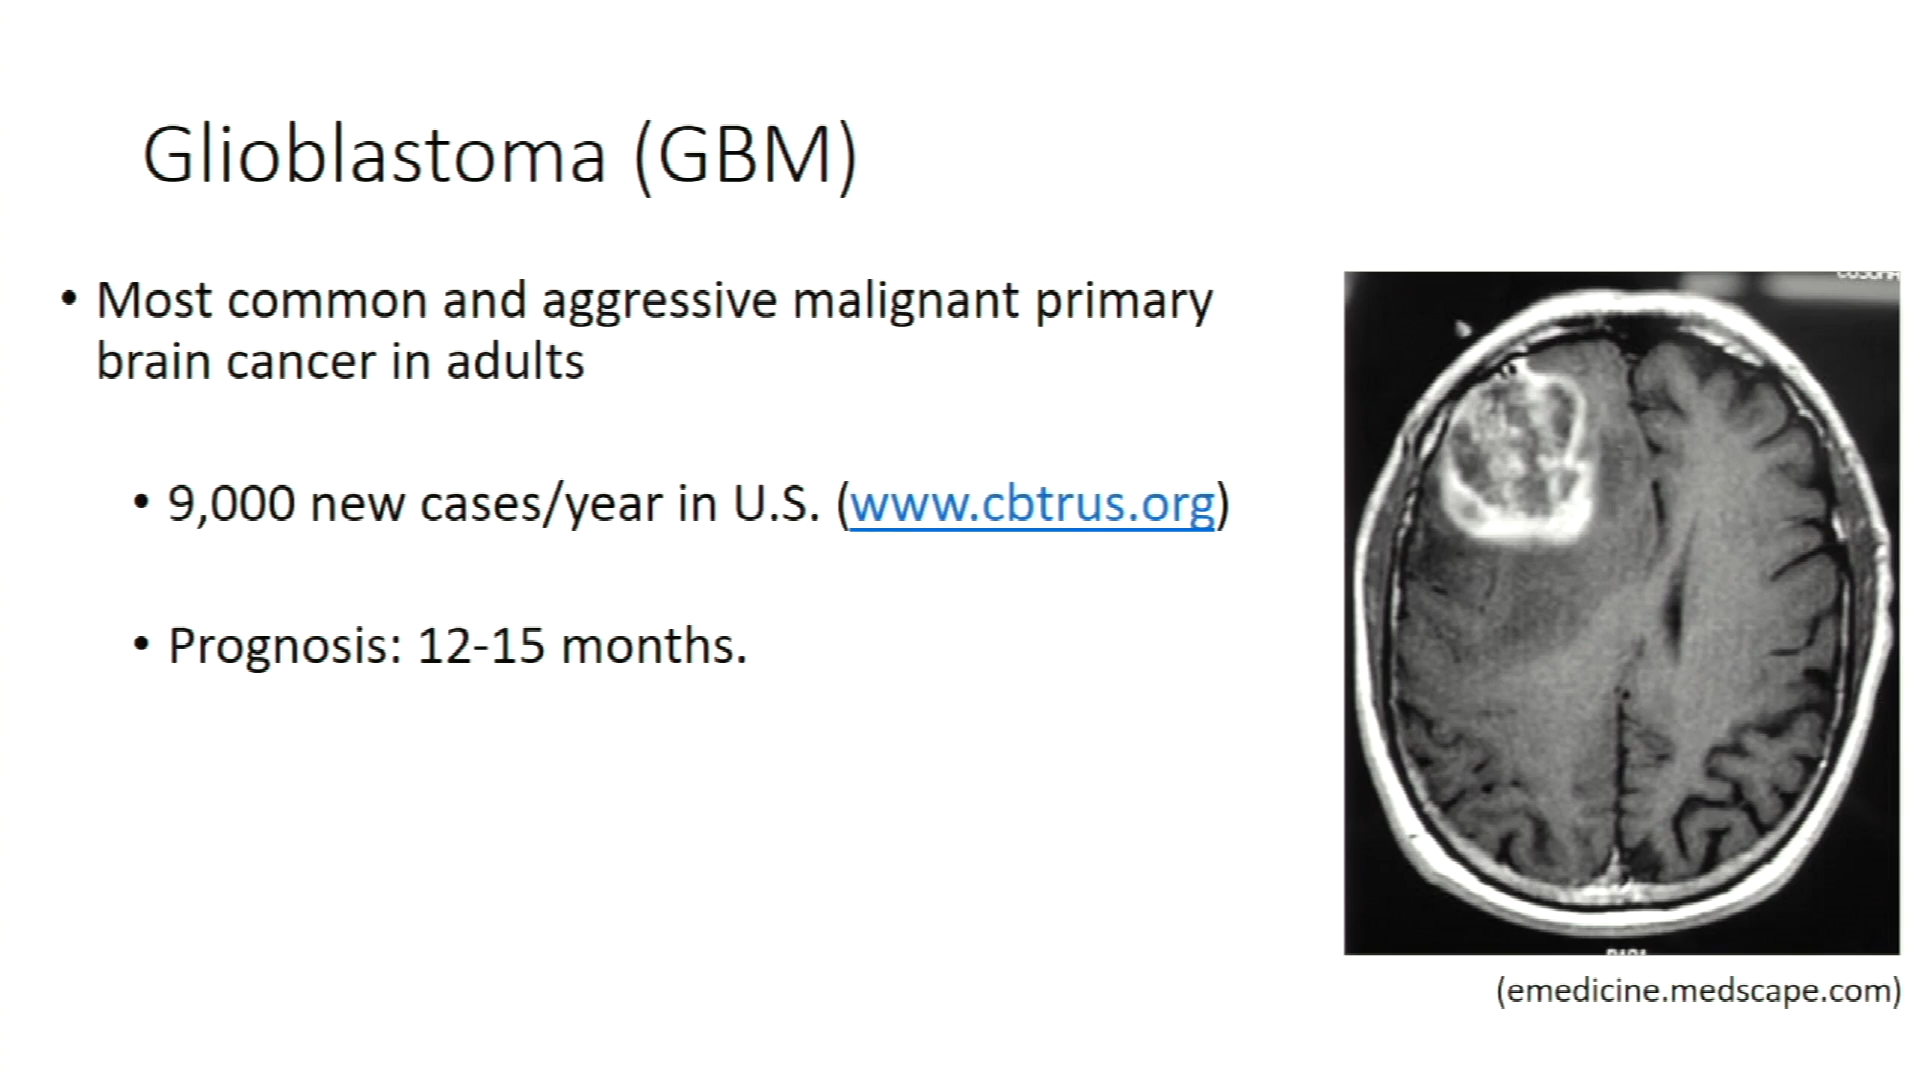 Glioblastoma (GBM)
• Most common and aggressive malignant primary
brain cancer in adults
• 9,000 new cases/year in U.S. (www.cbtrus.org)
• Prognosis: 12-15 months.
(emedicine.medscape.com)